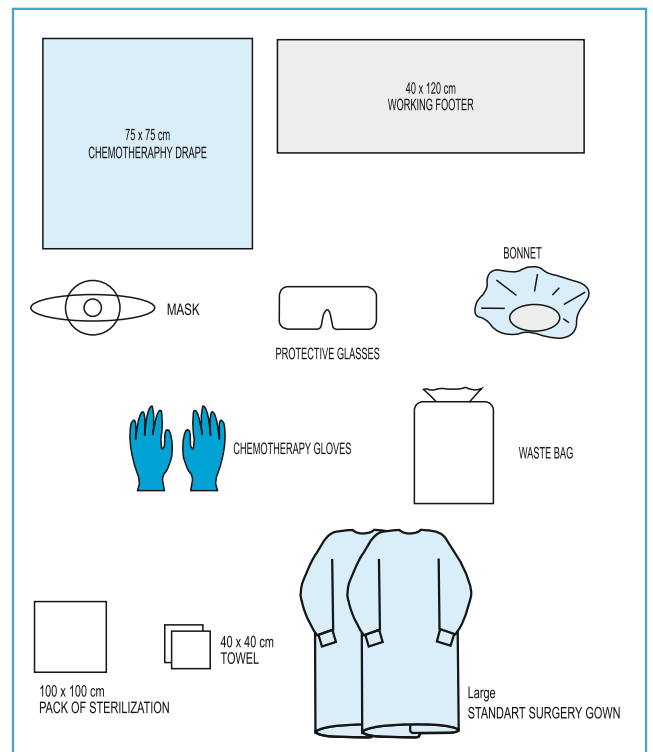 75 x 75 cm
CHEMOTHERAPHY DRAPE
40 x 120 cm
WORKING FOOTER
MASK
PROTECTIVE GLASSES
BONNET
CHEMOTHERAPY GLOVES
WASTE BAG
100 x 100 cm
PACK OF STERILIZATION
40 x 40 cm
TOWEL
Large
STANDART SURGERY GOWN